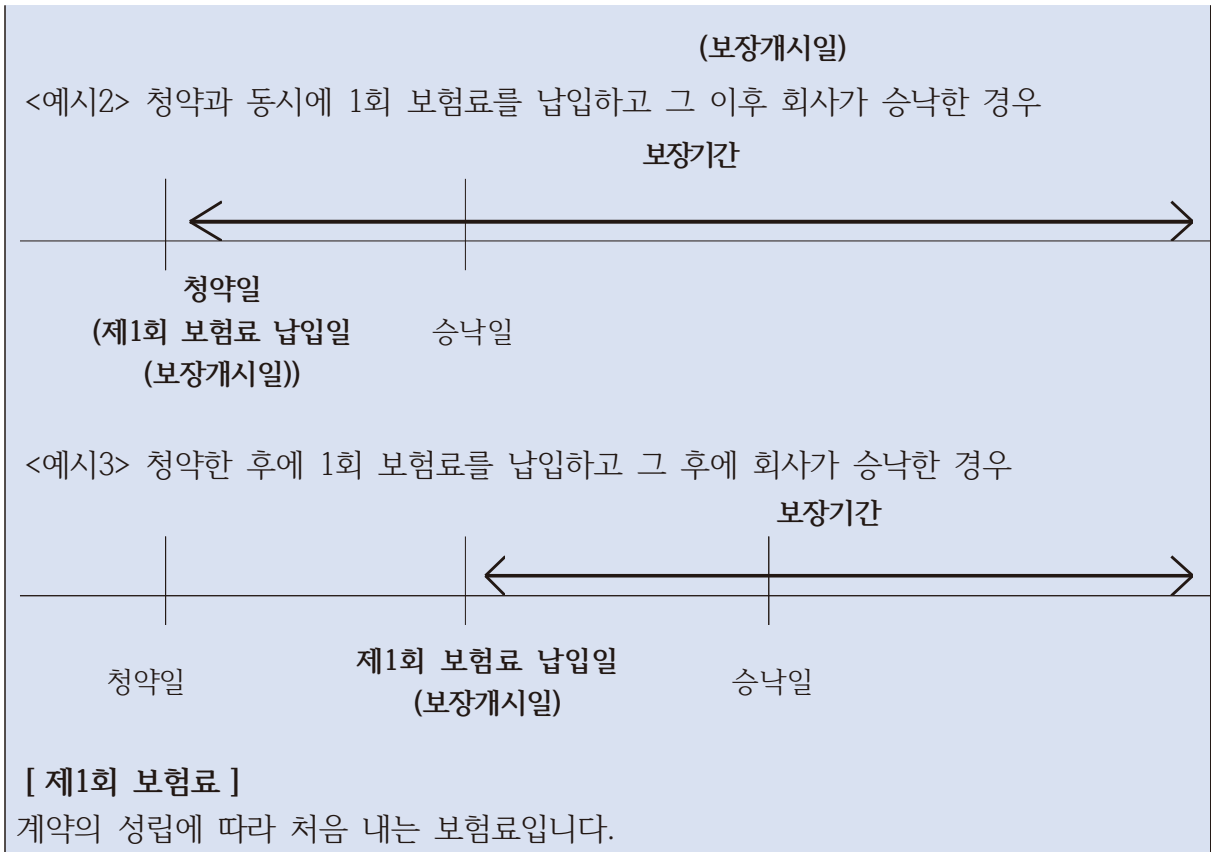 (보장개시일)
<예시2> 청약과 동시에 1회 보험료를 납입하고 그 이후 회사가 승낙한 경우
보장기간
청약일
(제1회 보험료 납입일
(보장개시일))
승낙일
<예시3> 청약한 후에 1회 보험료를 납입하고 그 후에 회사가 승낙한 경우
보장기간
청약일
제1회 보험료 납입일
(보장개시일)
승낙일
[ 제1회 보험료 ]
계약의 성립에 따라 처음 내는 보험료입니다.